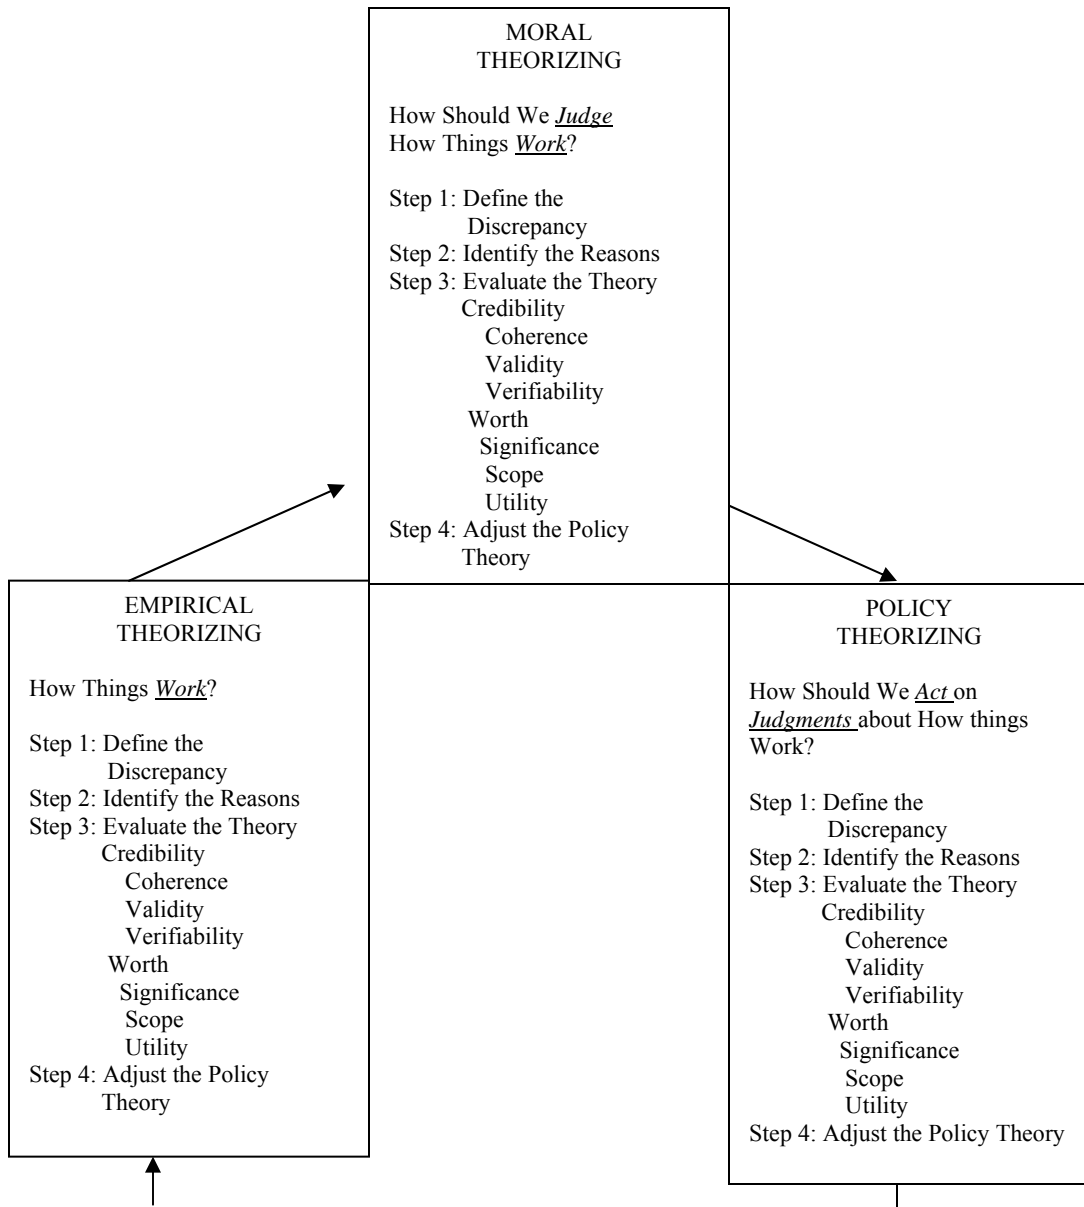 MORAL
THEORIZING
How Should We Judge
How Things Work?
Step 1: Define the
Discrepancy
Step 2: Identify the Reasons
Step 3: Evaluate the Theory
Credibility
Coherence
Validity
Verifiability
Worth
Significance
Scope
Utility
Step 4: Adjust the Policy
Theory
EMPIRICAL
THEORIZING
How Things Work?
Step 1: Define the
Discrepancy
Step 2: Identify the Reasons
Step 3: Evaluate the Theory
Credibility
Coherence
Validity
Verifiability
Worth
Significance
Scope
Utility
Step 4: Adjust the Policy
Theory
POLICY
THEORIZING
How Should We Act on
Judgments about How things
Work?
Step 1: Define the
Discrepancy
Step 2: Identify the Reasons
Step 3: Evaluate the Theory
Credibility
Coherence
Validity
Verifiability
Worth
Significance
Scope
Utility
Step 4: Adjust the Policy Theory